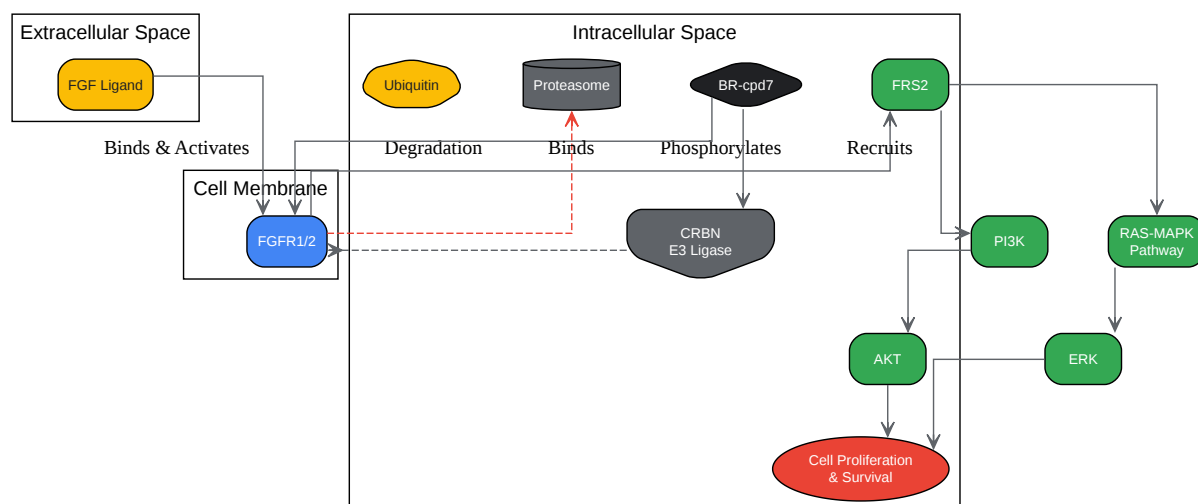 Extracellular Space
Intracellular Space
FGF Ligand
Ubiquitin
Proteasome
BR-cpd7
FRS2
Binds & Activates
Degradation
Binds
Phosphorylates
Recruits
Cell Membrane
FGFR1/2
CRBN
E3 Ligase
PI3K
RAS-MAPK
Pathway
AKT
ERK
Cell Proliferation
& Survival